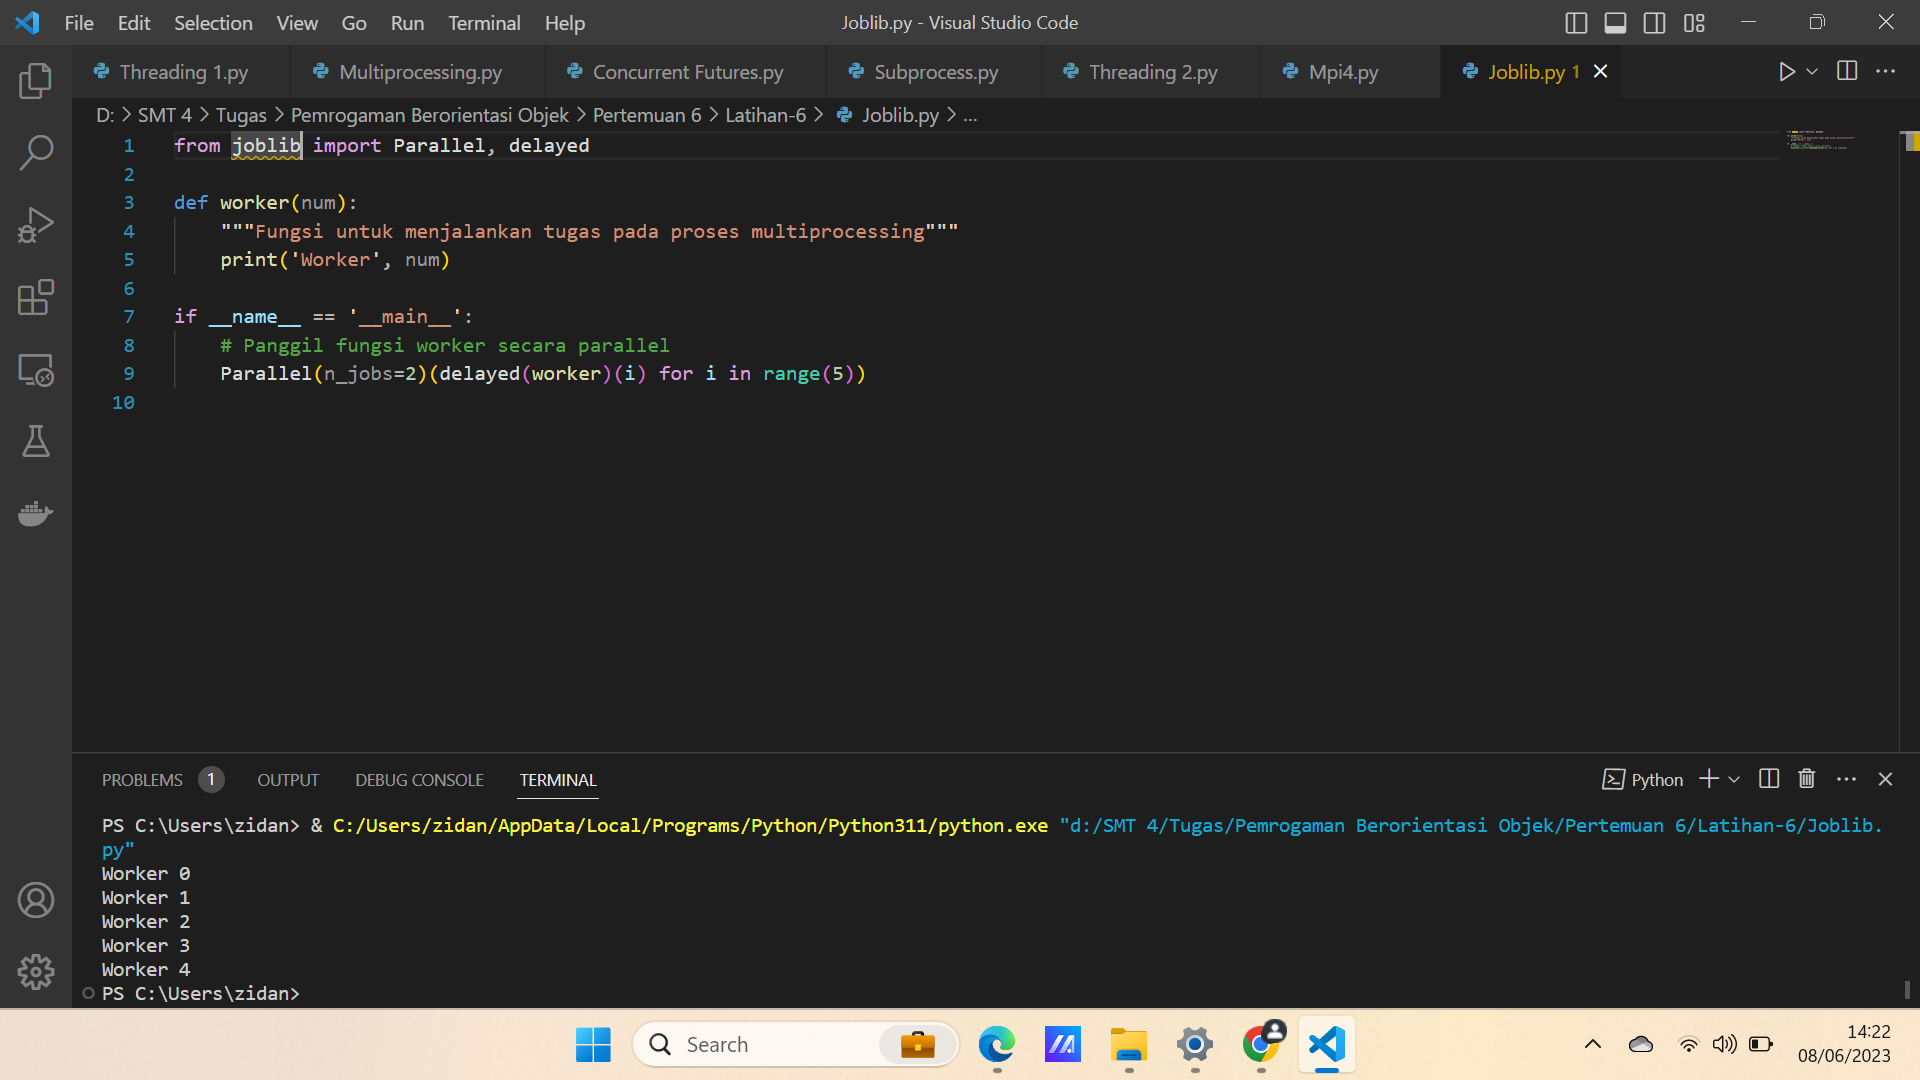 File Edit Selection View Go Run Terminal Help Joblib.py - Visual Studio Code
Threading 1.py Multiprocessing.py Concurrent Futures.py Subprocess.py Threading 2.py Mpi4.py Joblib.py 1
D: > SMT 4 > Tugas > Pemrogaman Berorientasi Objek > Pertemuan 6 > Latihan-6 > Joblib.py > ...
1 from joblib import Parallel, delayed
2
3 def worker(num):
4     """Fungsi untuk menjalankan tugas pada proses multiprocessing"""
5     print('Worker', num)
6
7 if __name__ == '__main__':
8     # Panggil fungsi worker secara parallel
9     Parallel(n_jobs=2)(delayed(worker)(i) for i in range(5))
10
PROBLEMS 1 OUTPUT DEBUG CONSOLE TERMINAL Python
PS C:\Users\zidan> & C:/Users/zidan/AppData/Local/Programs/Python/Python311/python.exe "d:/SMT 4/Tugas/Pemrogaman Berorientasi Objek/Pertemuan 6/Latihan-6/Joblib.
py"
Worker 0
Worker 1
Worker 2
Worker 3
Worker 4
PS C:\Users\zidan>
Search
14:22
08/06/2023